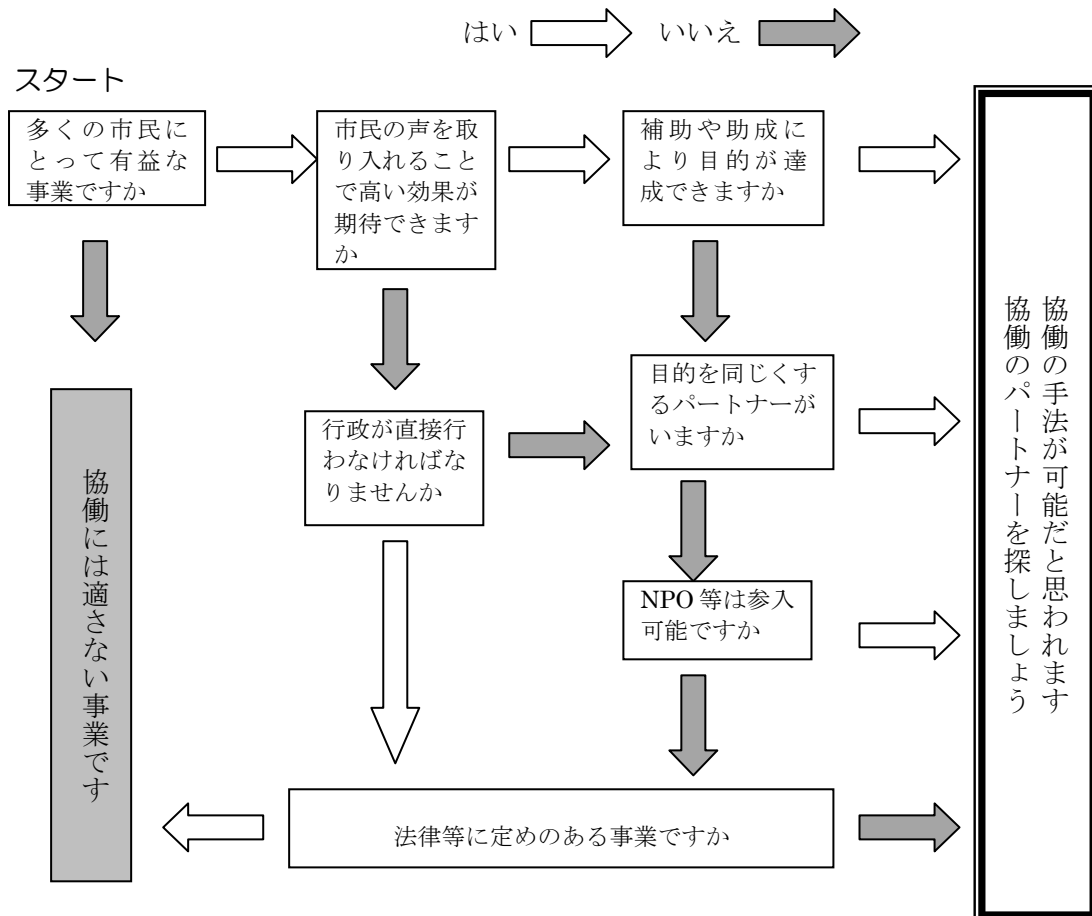 はい いいえ
スタート
多くの市民に
とって有益な
事業ですか
市民の声を取
り入れること
で高い効果が
期待できます
か
補助や助成に
より目的が達
成できますか
目的を同じくす
るパートナーが
いますか
行政が直接行
わなければな
りませんか
NPO 等は参入
可能ですか
法律等に定めのある事業ですか
協働には適さない事業です
協働の手法が可能だと思われます
協働のパートナーを探しましょう